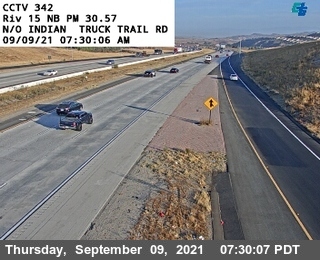 CCTV 342
Riv 15 NB PM 30.57
N/O INDIAN TRUCK TRAIL RD
09/09/21 07:30:06 AM
Thursday, September 09, 2021 07:30:07 PDT